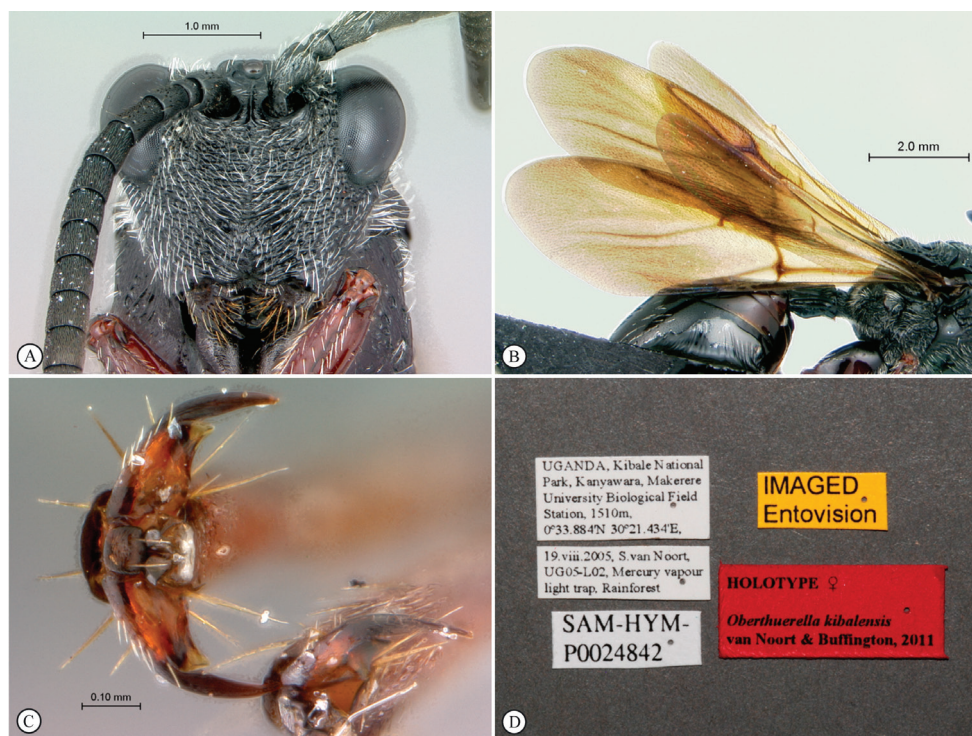 1.0 mm
A
2.0 mm
B
0.10 mm
C
UGANDA, Kibale National
Park, Kanyawara, Makerere
University Biological Field
Station, 1510m,
0°33.884'N 30°21.434'E,
19.viii.2005, S.van Noort,
UG05-L02, Mercury vapour
light trap, Rainforest
SAM-HYM-
P0024842
IMAGED
Entovision
HOLOTYPE ♀
Oberthuerella kibalensis
van Noort & Buffington, 2011
D